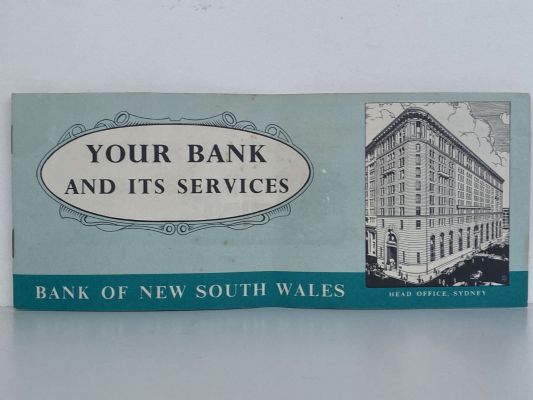 YOUR BANK
AND ITS SERVICES
BANK OF NEW SOUTH WALES
HEAD OFFICE, SYDNEY